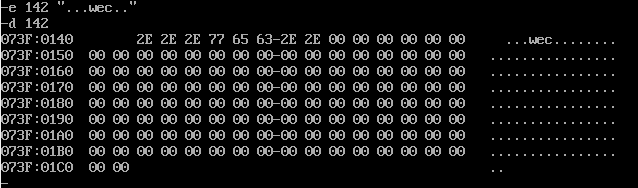 -e 142 "...wec.."
-d 142
073F:0140        2E 2E 2E 77 65 63-2E 2E 00 00 00 00 00 00     ...wec........
073F:0150  00 00 00 00 00 00 00 00-00 00 00 00 00 00 00 00   ................
073F:0160  00 00 00 00 00 00 00 00-00 00 00 00 00 00 00 00   ................
073F:0170  00 00 00 00 00 00 00 00-00 00 00 00 00 00 00 00   ................
073F:0180  00 00 00 00 00 00 00 00-00 00 00 00 00 00 00 00   ................
073F:0190  00 00 00 00 00 00 00 00-00 00 00 00 00 00 00 00   ................
073F:01A0  00 00 00 00 00 00 00 00-00 00 00 00 00 00 00 00   ................
073F:01B0  00 00 00 00 00 00 00 00-00 00 00 00 00 00 00 00   ................
073F:01C0  00 00                                             ..
-